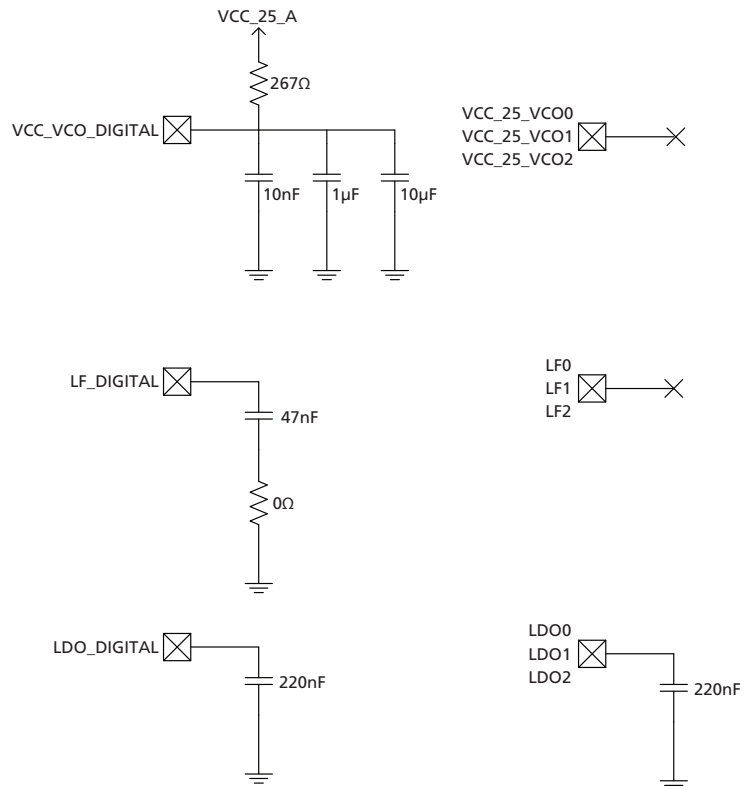 VCC_25_A
267Ω
VCC_VCO_DIGITAL
10nF
1µF
10µF
VCC_25_VCO0
VCC_25_VCO1
VCC_25_VCO2
LF_DIGITAL
47nF
0Ω
LF0
LF1
LF2
LDO_DIGITAL
220nF
LDO0
LDO1
LDO2
220nF